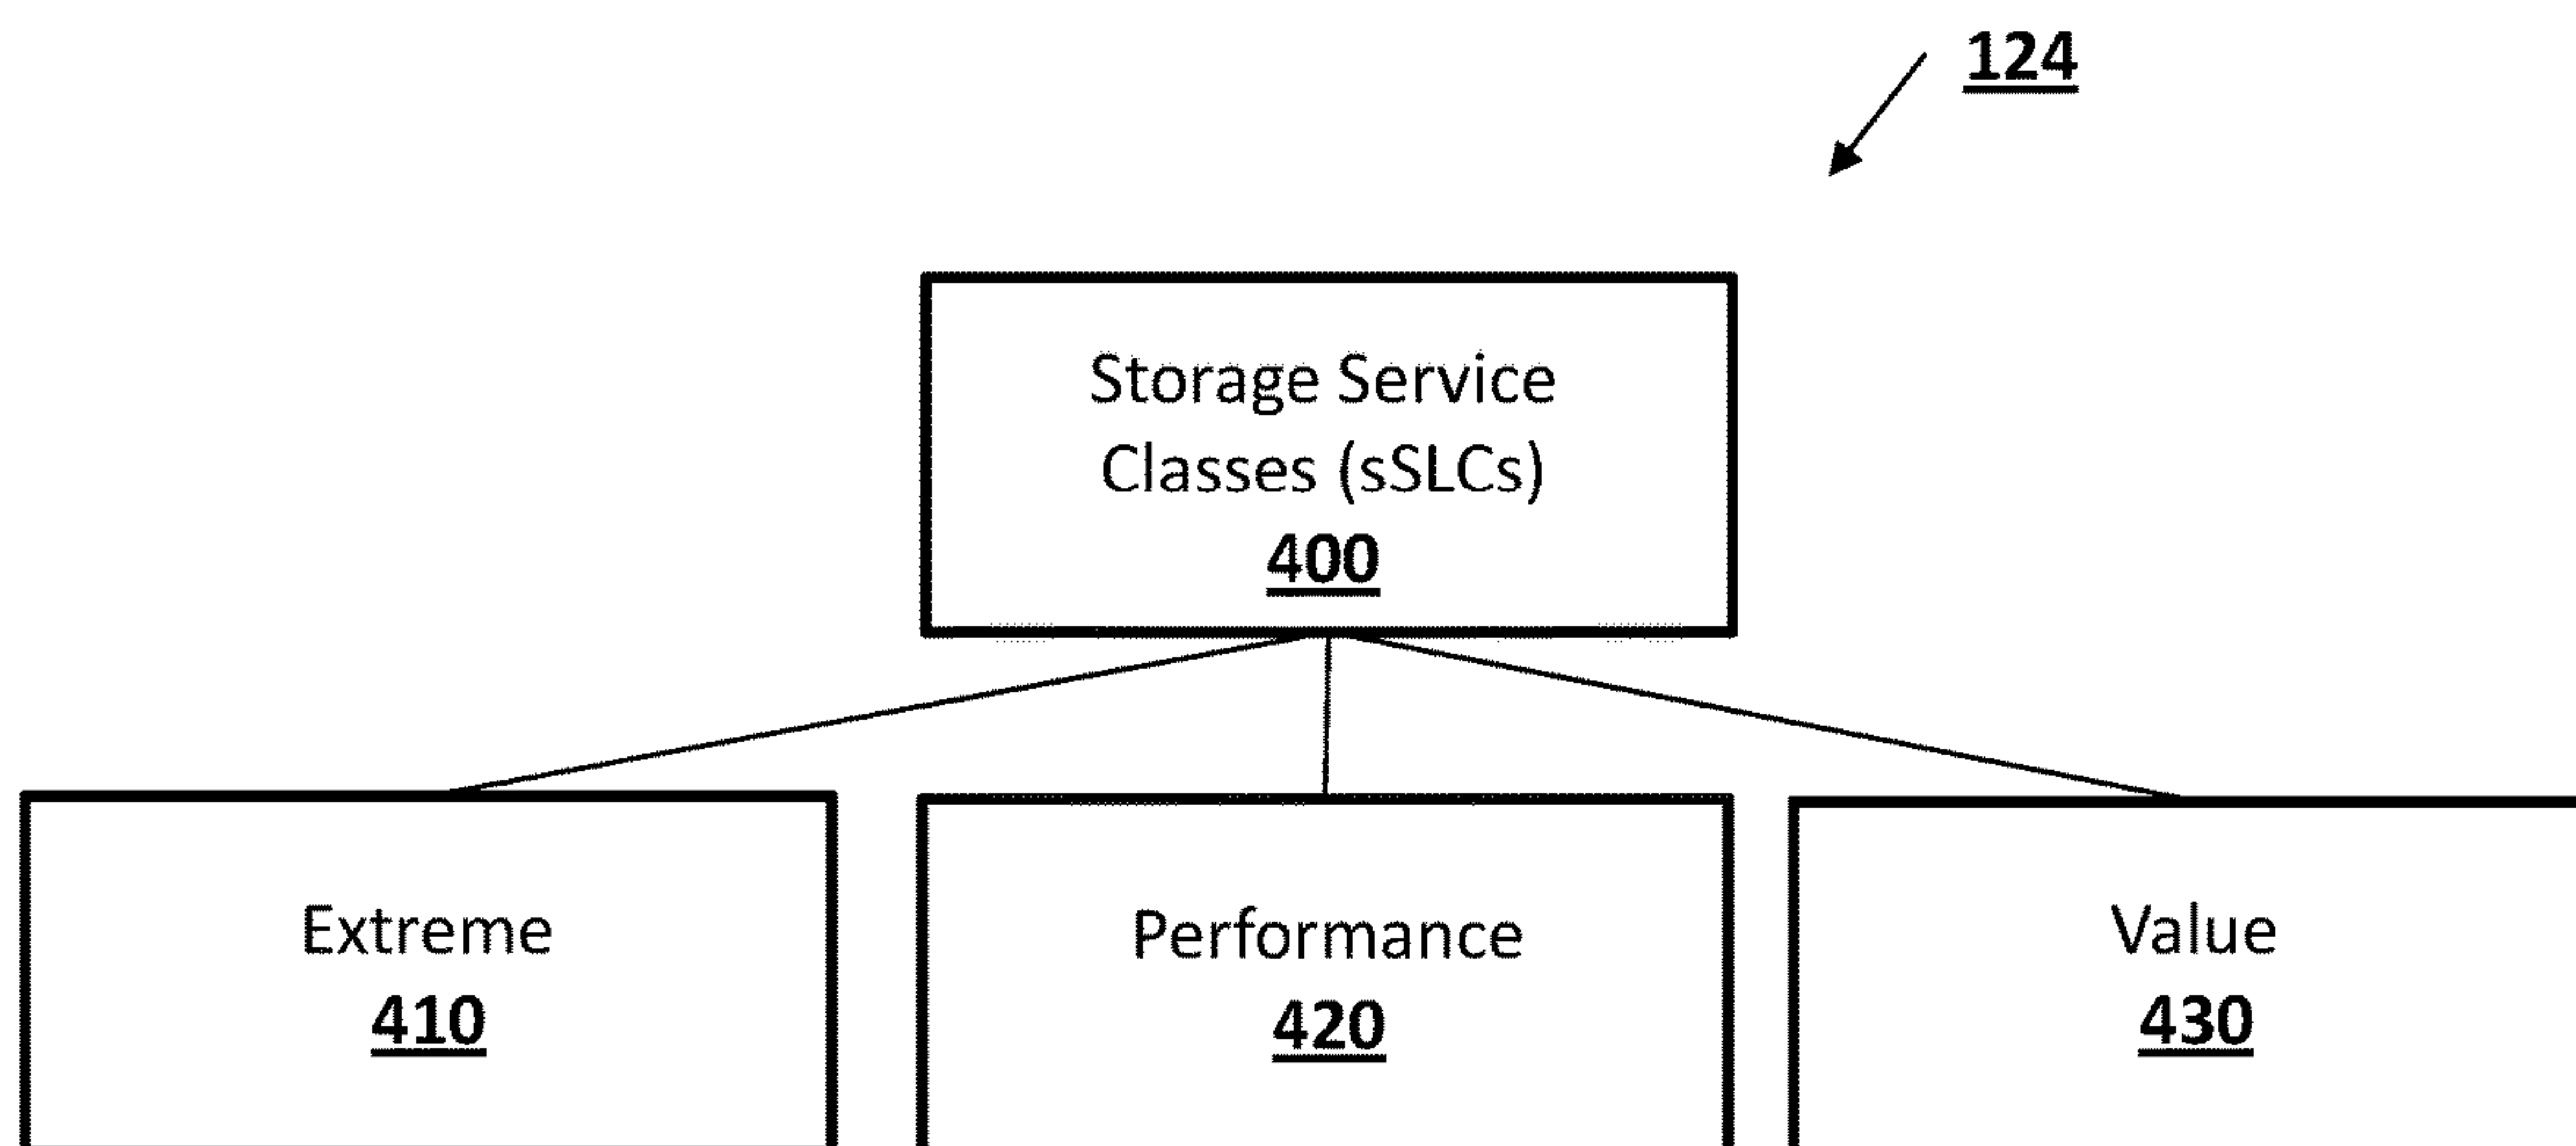 124
Storage Service
Classes (sSLCs)
400
Extreme
410
Performance
420
Value
430